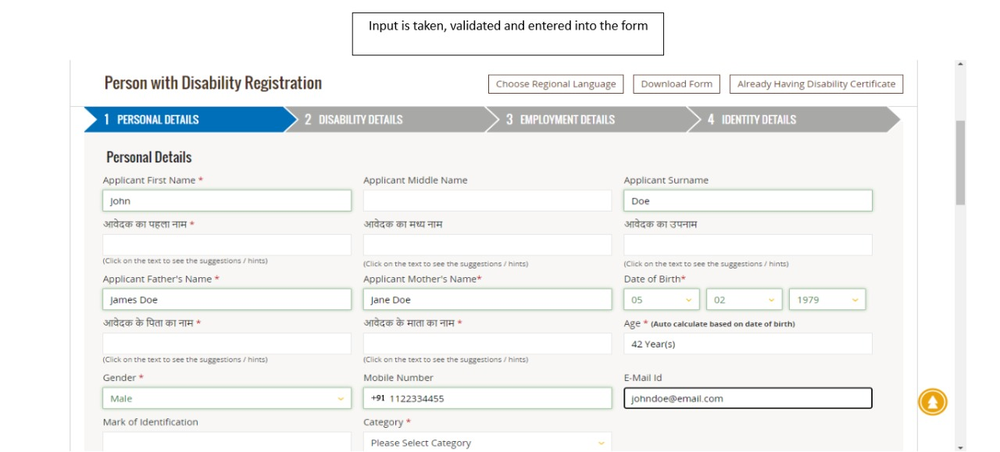 Input is taken, validated and entered into the form
Person with Disability Registration
Choose Regional Language
Download Form
Already Having Disability Certificate
1 PERSONAL DETAILS
2 DISABILITY DETAILS
3 EMPLOYMENT DETAILS
4 IDENTITY DETAILS
Personal Details
Applicant First Name *
Applicant Middle Name
Applicant Surname
John
Doe
आवेदक का पहला नाम *
आवेदक का मध्य नाम
आवेदक का उपनाम
(Click on the text to see the suggestions / hints)
(Click on the text to see the suggestions / hints)
(Click on the text to see the suggestions / hints)
Applicant Father's Name *
Applicant Mother's Name*
Date of Birth*
James Doe
Jane Doe
05
02
1979
आवेदक के पिता का नाम *
आवेदक के माता का नाम *
Age * (Auto calculate based on date of birth)
42 Year(s)
(Click on the text to see the suggestions / hints)
(Click on the text to see the suggestions / hints)
Gender *
Mobile Number
E-Mail Id
Male
+91 1122334455
johndoe@email.com
Mark of Identification
Category *
Please Select Category